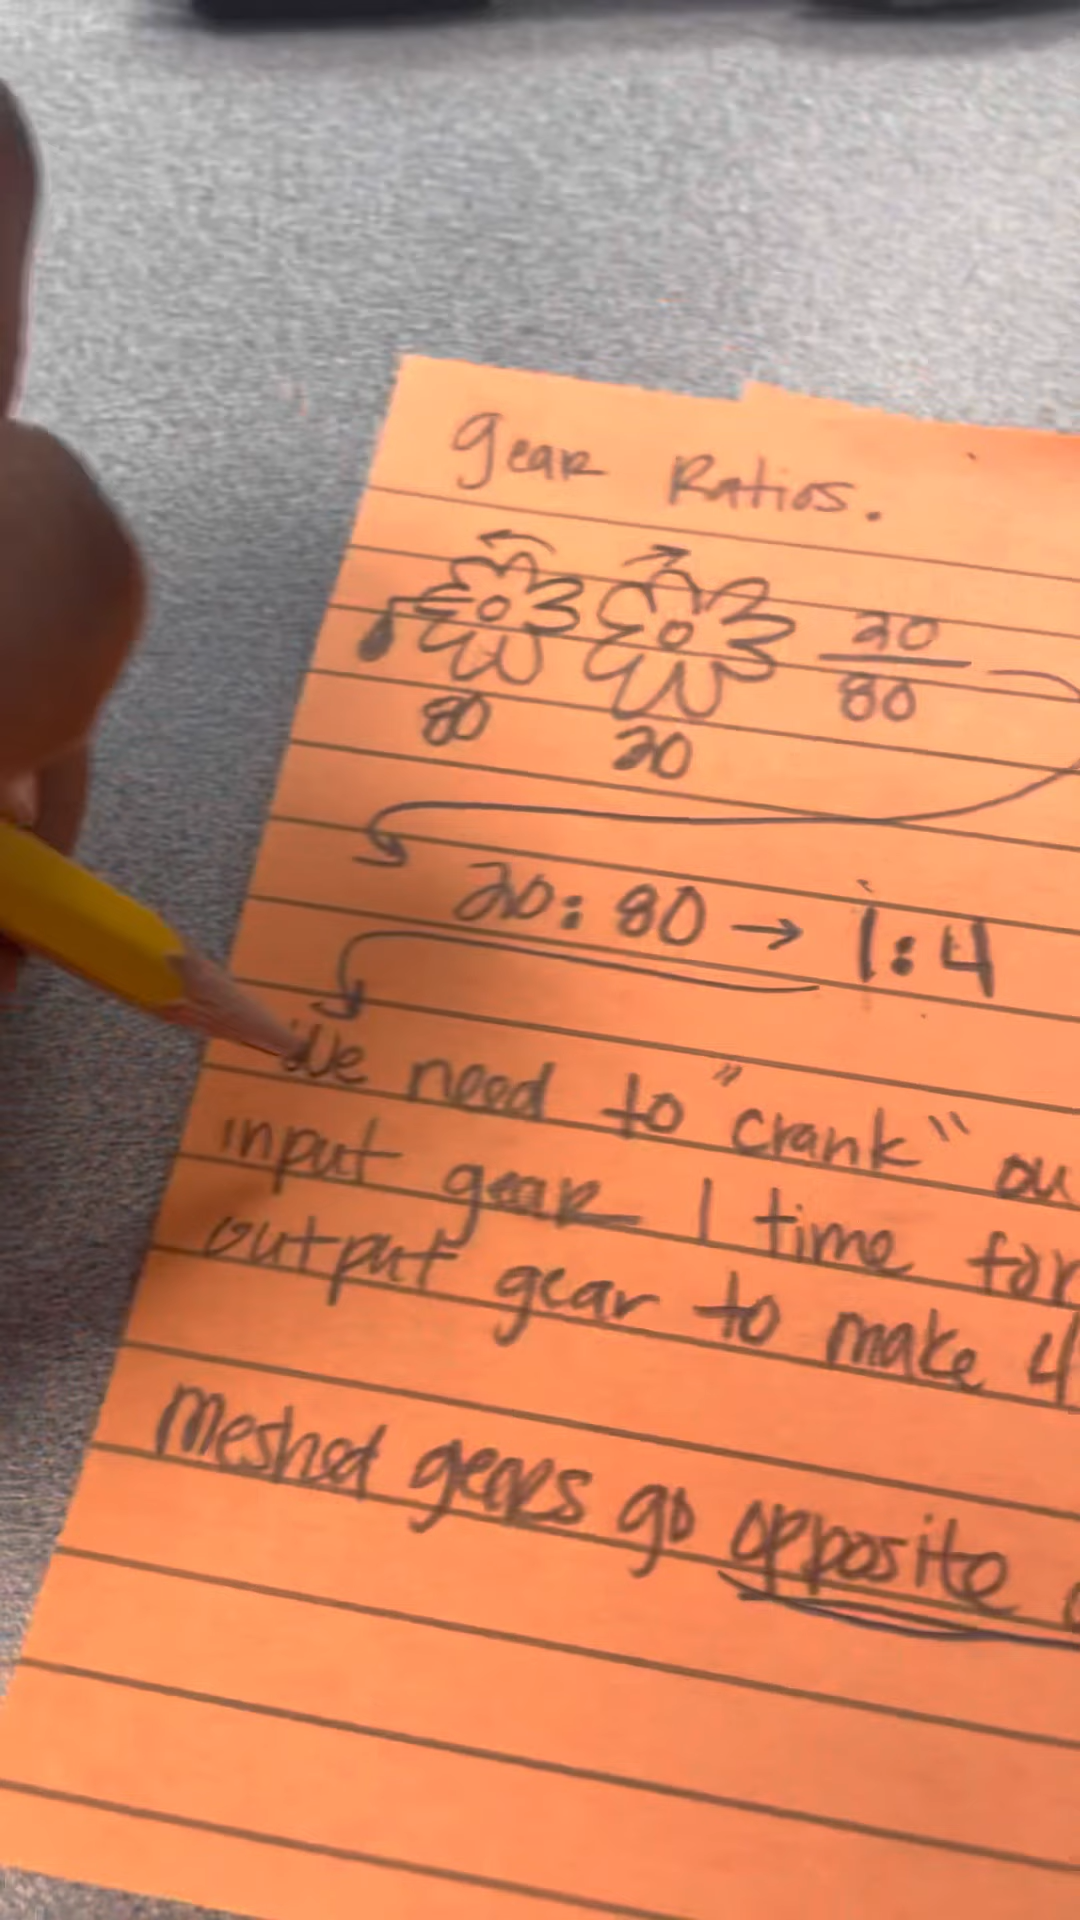 gear Ratios.
20
80
80
20
20:80 → 1:4
We need to "crank"
input gear 1 time for
output gear to make 4
Meshed gears go opposite